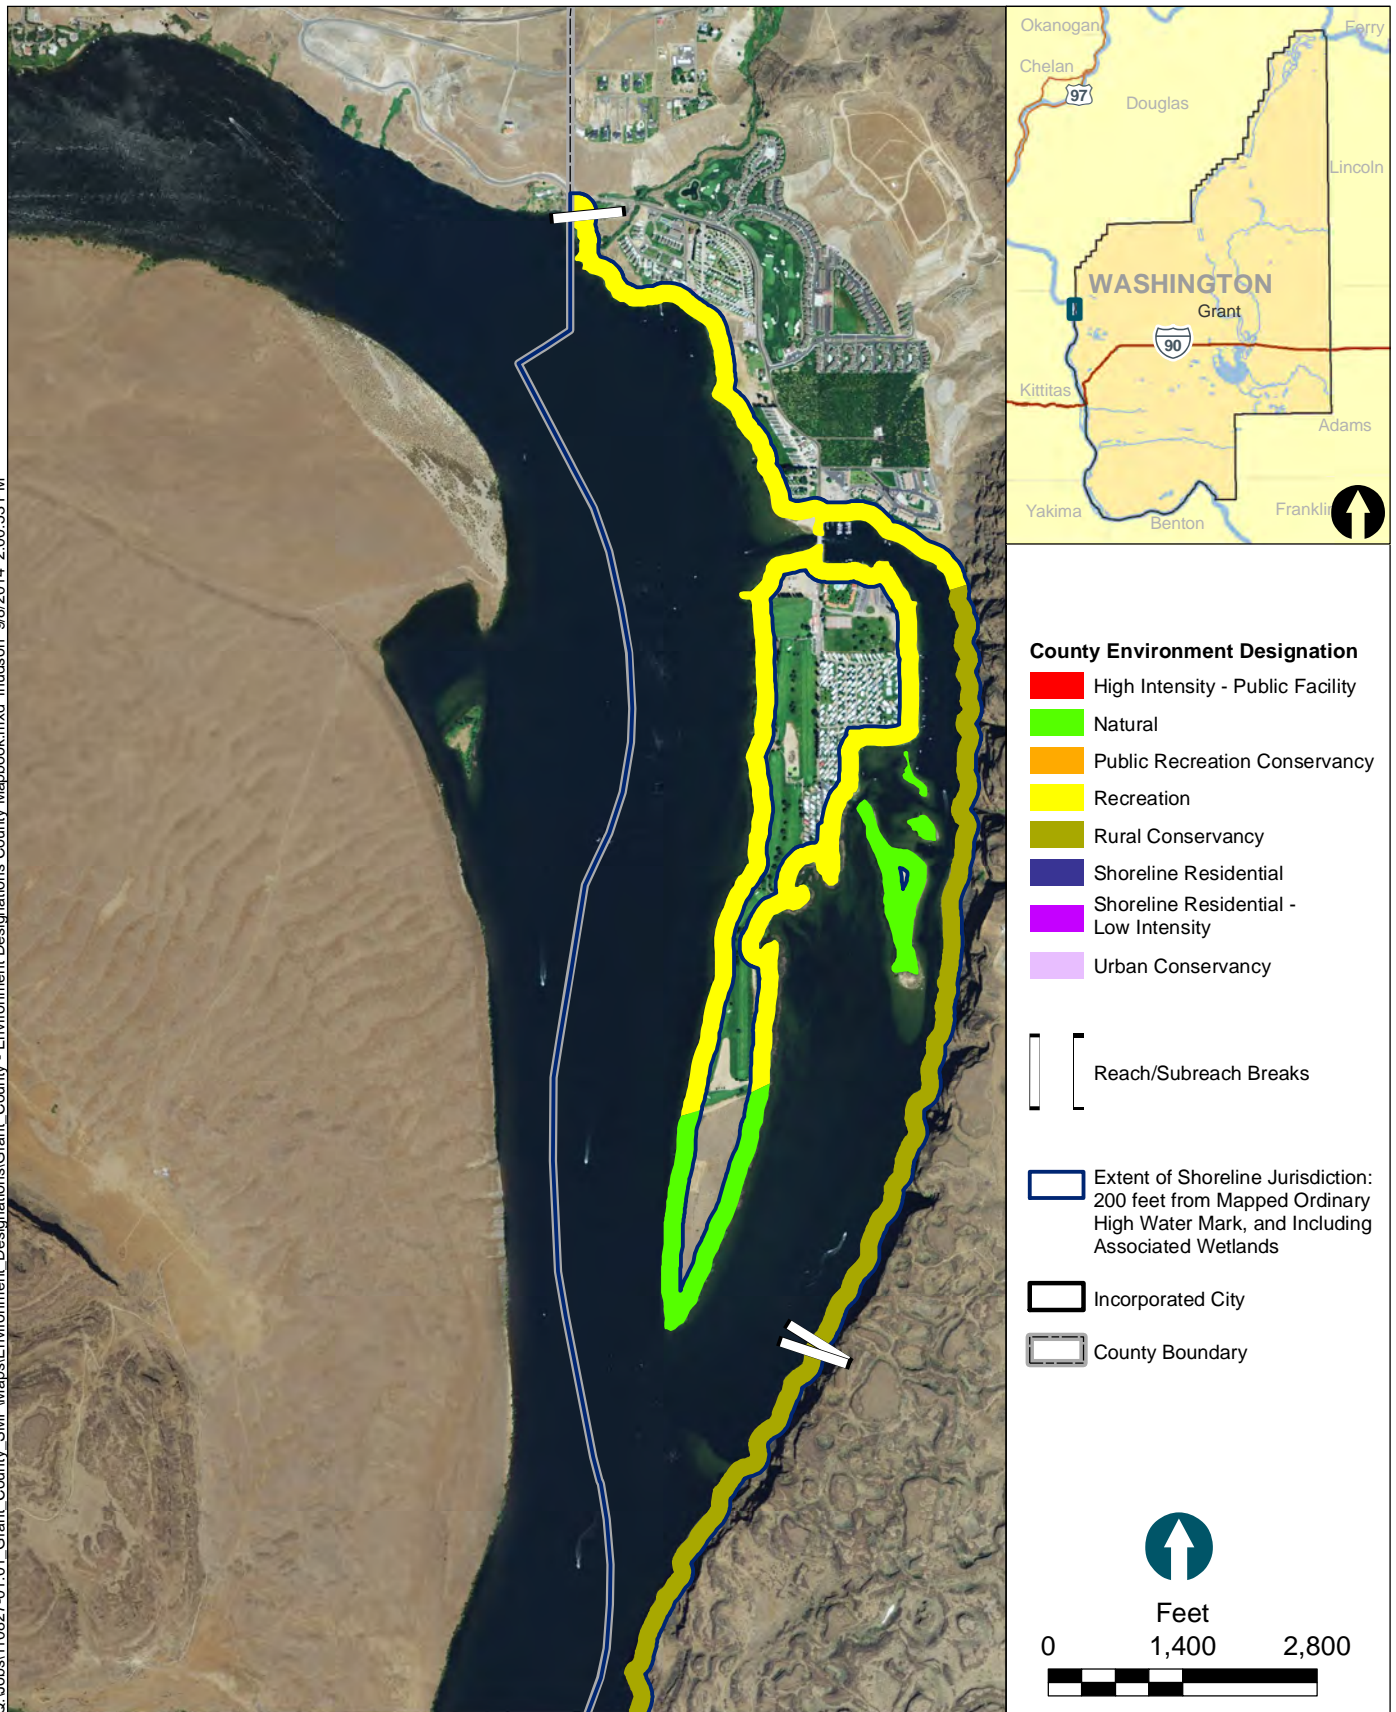 Okanogan
Ferry
Chelan
97
Douglas
Lincoln
WASHINGTON
Grant
90
Kittitas
Adams
Yakima
Benton
County Environment Designation
High Intensity - Public Facility
Natural
Public Recreation Conservancy
Recreation
Rural Conservancy
Shoreline Residential
Shoreline Residential -
Low Intensity
Urban Conservancy
Reach/Subreach Breaks
Extent of Shoreline Jurisdiction:
200 feet from Mapped Ordinary
High Water Mark, and Including
Associated Wetlands
Incorporated City
County Boundary
Feet
0 1,400 2,800